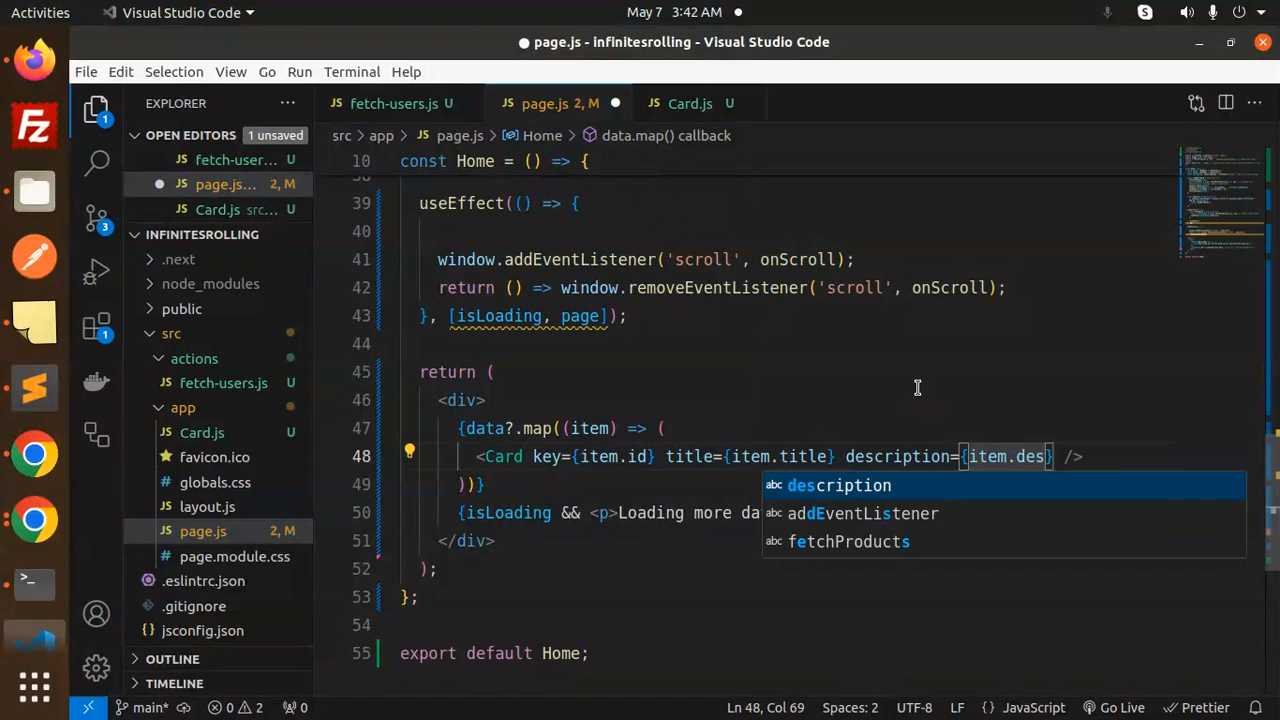 Activities
Visual Studio Code
May 7 3:42 AM
page.js - infinitesrolling - Visual Studio Code
File Edit Selection View Go Run Terminal Help
EXPLORER
fetch-users.js U
page.js 2, M
Card.js U
OPEN EDITORS 1 unsaved
src > app > page.js > Home > data.map() callback
JS fetch-user... U
JS page.js... 2, M
JS Card.js src... U
INFINITESROLLING
.next
node_modules
public
src
actions
JS fetch-users.js U
app
JS Card.js U
favicon.ico
# globals.css
JS layout.js
JS page.js 2, M
# page.module.css
.eslintrc.json
.gitignore
jsconfig.json
OUTLINE
TIMELINE
10 const Home = () => {
39 useEffect(() => {
40
41 window.addEventListener('scroll', onScroll);
42 return () => window.removeEventListener('scroll', onScroll);
43 }, [isLoading, page]);
44
45 return (
46 <div>
47 {data?.map((item) => (
48 <Card key={item.id} title={item.title} description={item.des} />
49 ))}
50 {isLoading && <p>Loading more da
51 </div>
52 );
53 };
54
55 export default Home;
abc description
abc adEventListener
abc fetchProducts
main* 0 2 0 Ln 48, Col 69 Spaces: 2 UTF-8 LF {} JavaScript Go Live Prettier